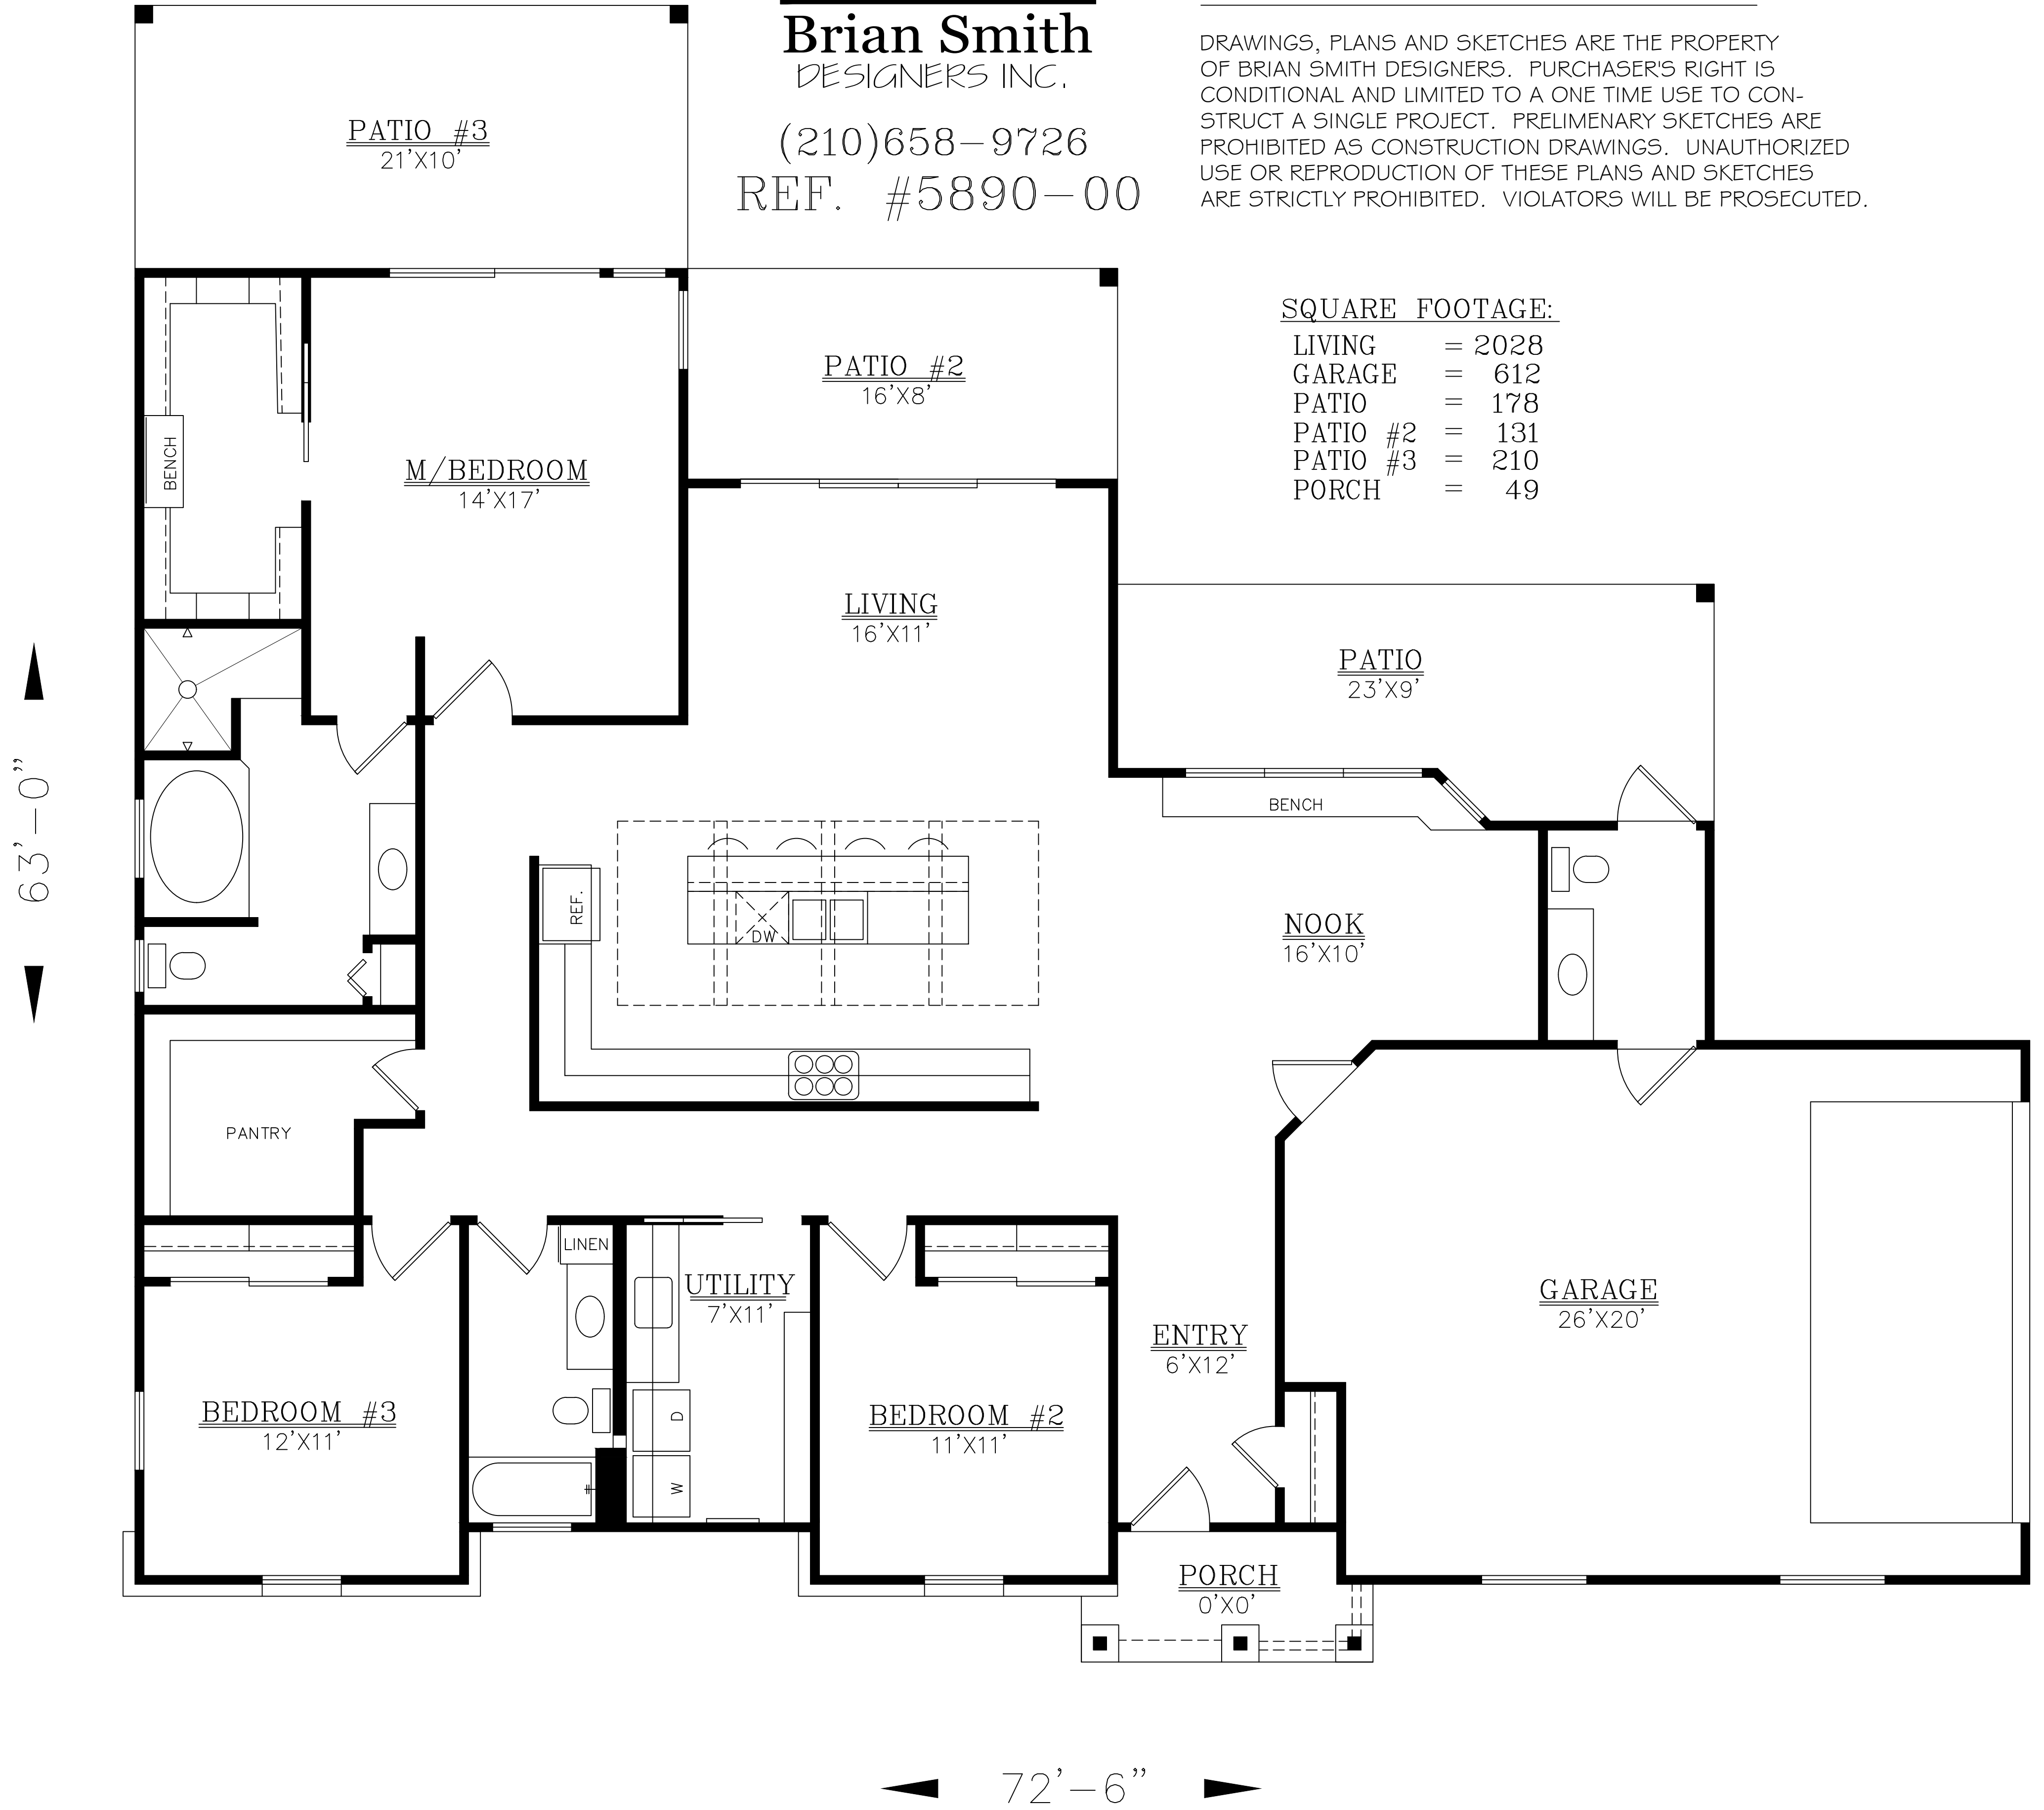 Brian Smith
DESIGNERS INC.
(210)658-9726
REF. #5890-00
DRAWINGS, PLANS AND SKETCHES ARE THE PROPERTY
OF BRIAN SMITH DESIGNERS. PURCHASER'S RIGHT IS
CONDITIONAL AND LIMITED TO A ONE TIME USE TO CON-
STRUCT A SINGLE PROJECT. PRELIMENARY SKETCHES ARE
PROHIBITED AS CONSTRUCTION DRAWINGS. UNAUTHORIZED
USE OR REPRODUCTION OF THESE PLANS AND SKETCHES
ARE STRICTLY PROHIBITED. VIOLATORS WILL BE PROSECUTED.
PATIO #3
21'X10'
SQUARE FOOTAGE:
LIVING = 2028
GARAGE = 612
PATIO = 178
PATIO #2 = 131
PATIO #3 = 210
PORCH = 49
PATIO #2
16'X8'
BENCH
M/BEDROOM
14'X17'
LIVING
16'X11'
PATIO
23'X9'
BENCH
63'-0"
REF.
DW
NOOK
16'X10'
PANTRY
LINEN
UTILITY
7'X11'
GARAGE
26'X20'
ENTRY
6'X12'
BEDROOM #3
12'X11'
D
W
BEDROOM #2
11'X11'
PORCH
0'X0'
72'-6"